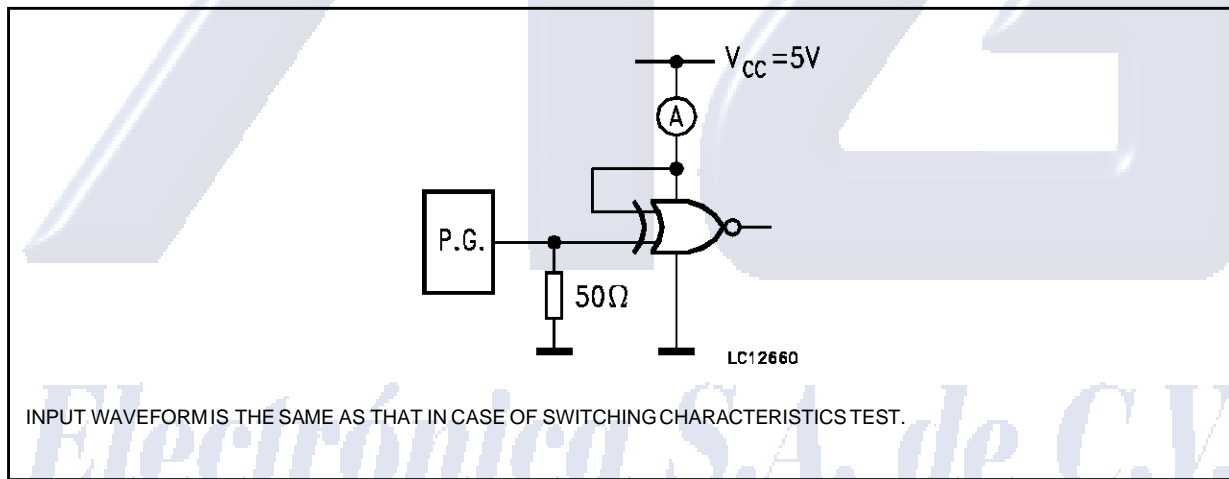 V_CC=5V
A
P.G.
50Ω
LC12660
INPUT WAVEFORM IS THE SAME AS THAT IN CASE OF SWITCHING CHARACTERISTICS TEST.
Electrónica S.A. de C.V.